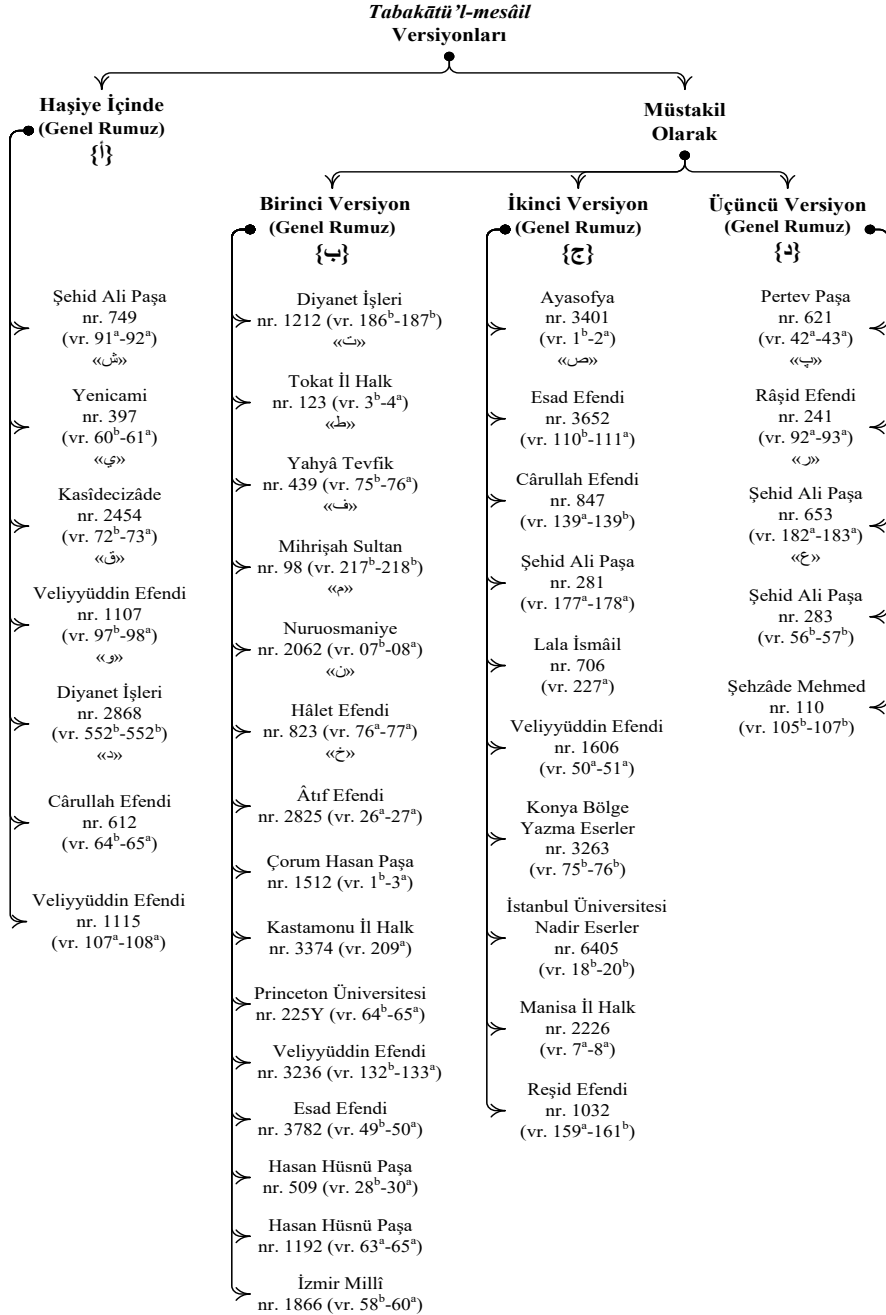 Tabakātü’l-mesâil
Versiyonları
Haşiye İçinde
(Genel Rumuz)
{أ}
Şehid Ali Paşa
nr. 749
(vr. 91ᵃ-92ᵃ)
«ش»
Yenicami
nr. 397
(vr. 60ᵇ-61ᵃ)
«ي»
Kasîdecizâde
nr. 2454
(vr. 72ᵇ-73ᵃ)
«ق»
Veliyyüddin Efendi
nr. 1107
(vr. 97ᵇ-98ᵃ)
«و»
Diyanet İşleri
nr. 2868
(vr. 552ᵇ-552ᵇ)
«د»
Cârullah Efendi
nr. 612
(vr. 64ᵇ-65ᵃ)
Veliyyüddin Efendi
nr. 1115
(vr. 107ᵃ-108ᵃ)
Müstakil
Olarak
Birinci Versiyon
(Genel Rumuz)
{ب}
Diyanet İşleri
nr. 1212 (vr. 186ᵇ-187ᵇ)
«ت»
Tokat İl Halk
nr. 123 (vr. 3ᵇ-4ᵃ)
«ط»
Yahyâ Tevfik
nr. 439 (vr. 75ᵇ-76ᵃ)
«ف»
Mihrişah Sultan
nr. 98 (vr. 217ᵇ-218ᵇ)
«م»
Nuruosmaniye
nr. 2062 (vr. 07ᵇ-08ᵃ)
«ن»
Hâlet Efendi
nr. 823 (vr. 76ᵃ-77ᵃ)
«خ»
Âtıf Efendi
nr. 2825 (vr. 26ᵃ-27ᵃ)
Çorum Hasan Paşa
nr. 1512 (vr. 1ᵇ-3ᵃ)
Kastamonu İl Halk
nr. 3374 (vr. 209ᵃ)
Princeton Üniversitesi
nr. 225Y (vr. 64ᵇ-65ᵃ)
Veliyyüddin Efendi
nr. 3236 (vr. 132ᵇ-133ᵃ)
Esad Efendi
nr. 3782 (vr. 49ᵇ-50ᵃ)
Hasan Hüsnü Paşa
nr. 509 (vr. 28ᵇ-30ᵃ)
Hasan Hüsnü Paşa
nr. 1192 (vr. 63ᵃ-65ᵃ)
İzmir Millî
nr. 1866 (vr. 58ᵇ-60ᵃ)
İkinci Versiyon
(Genel Rumuz)
{ج}
Ayasofya
nr. 3401
(vr. 1ᵇ-2ᵃ)
«ص»
Esad Efendi
nr. 3652
(vr. 110ᵇ-111ᵃ)
Cârullah Efendi
nr. 847
(vr. 139ᵃ-139ᵇ)
Şehid Ali Paşa
nr. 281
(vr. 177ᵃ-178ᵃ)
Lala İsmâil
nr. 706
(vr. 227ᵃ)
Veliyyüddin Efendi
nr. 1606
(vr. 50ᵃ-51ᵃ)
Konya Bölge
Yazma Eserler
nr. 3263
(vr. 75ᵇ-76ᵇ)
İstanbul Üniversitesi
Nadir Eserler
nr. 6405
(vr. 18ᵇ-20ᵇ)
Manisa İl Halk
nr. 2226
(vr. 7ᵃ-8ᵃ)
Reşid Efendi
nr. 1032
(vr. 159ᵃ-161ᵇ)
Üçüncü Versiyon
(Genel Rumuz)
{د}
Pertev Paşa
nr. 621
(vr. 42ᵃ-43ᵃ)
«پ»
Râşid Efendi
nr. 241
(vr. 92ᵃ-93ᵃ)
«ر»
Şehid Ali Paşa
nr. 653
(vr. 182ᵃ-183ᵃ)
«ع»
Şehid Ali Paşa
nr. 283
(vr. 56ᵇ-57ᵇ)
Şehzâde Mehmed
nr. 110
(vr. 105ᵇ-107ᵇ)